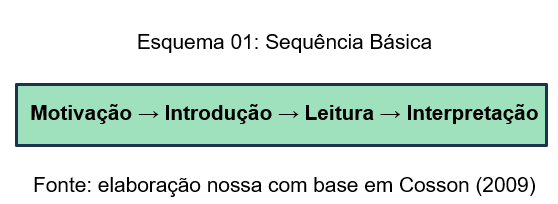 Esquema 01: Sequência Básica
Motivação → Introdução → Leitura → Interpretação
Fonte: elaboração nossa com base em Cosson (2009)